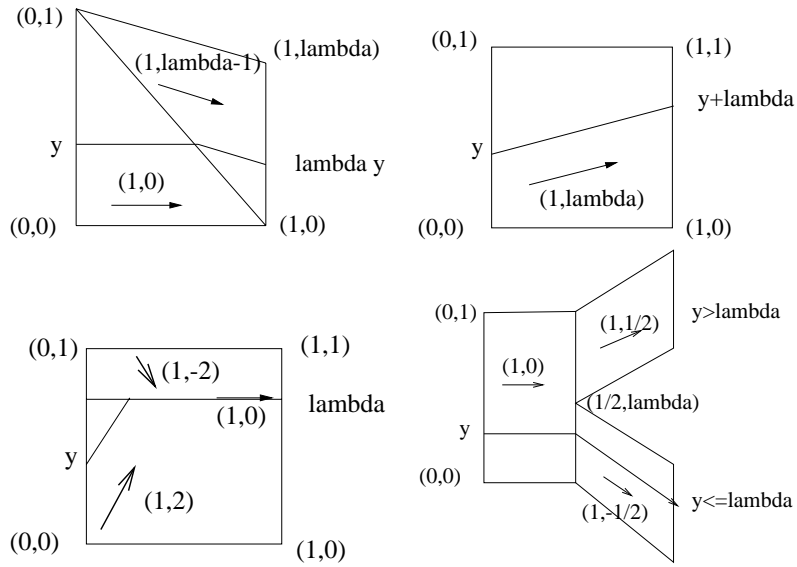 (0,1)
(1,lambda-1)
(1,lambda)
y
lambda y
(1,0)
(0,0)
(1,0)
(0,1)
(1,1)
y+lambda
y
(1,lambda)
(0,0)
(1,0)
(0,1)
(1,1)
(1,-2)
(1,0)
lambda
y
(1,2)
(0,0)
(1,0)
(0,1)
(1,1/2)
y>lambda
(1,0)
(1/2,lambda)
y
(0,0)
(1,-1/2)
y<=lambda